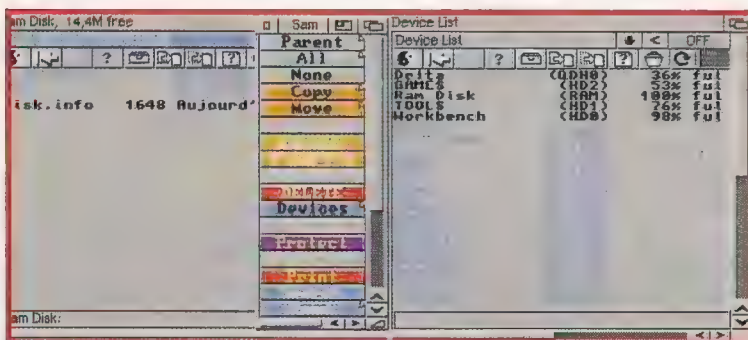 am Disk, 14,4M free
isk.info 1648 Aujourd'
am Disk:
Sam
Parent
All
None
Copy
Move
Devices
Protect
Print
Device List
Device List < OFF
(QDH0) 36% ful
GAMES (HD2) 53% ful
Ram Disk (RAM) 100% ful
TOOLS (HD1) 76% ful
Workbench (HD0) 98% ful